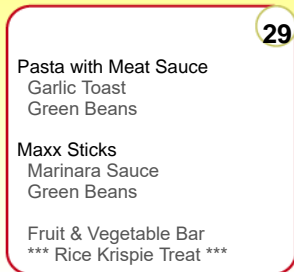 29
Pasta with Meat Sauce
Garlic Toast
Green Beans
Maxx Sticks
Marinara Sauce
Green Beans
Fruit & Vegetable Bar
*** Rice Krispie Treat ***